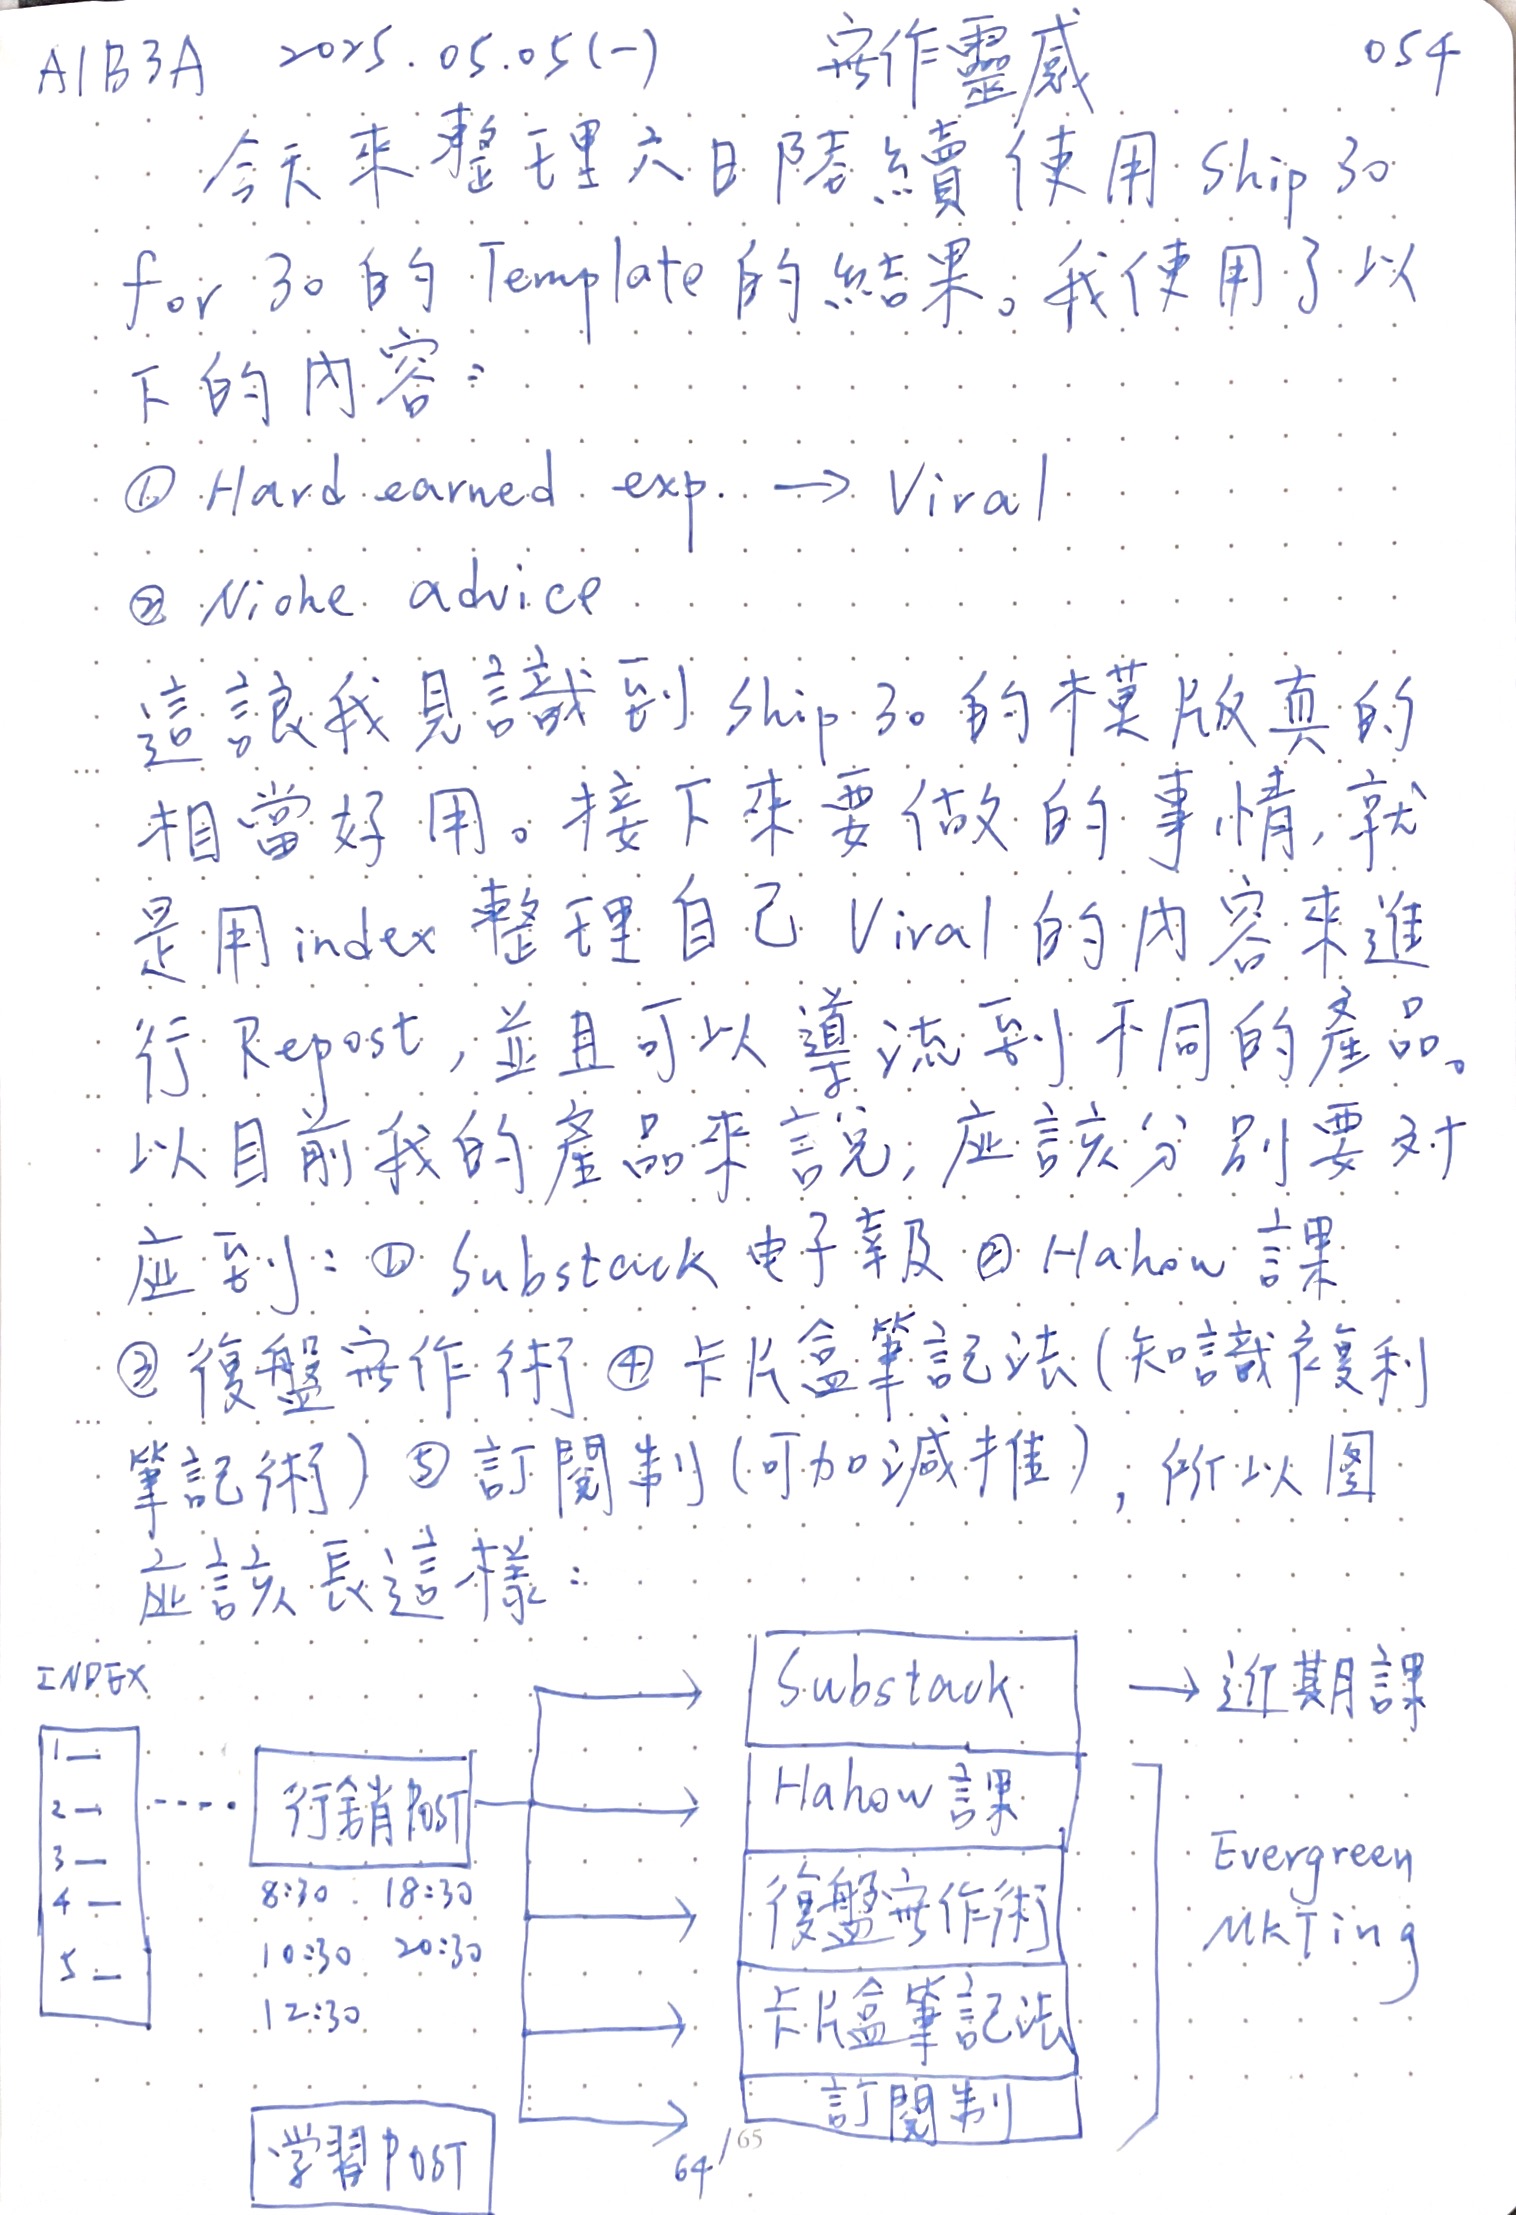 A1B3A 2025.05.05(一) 寫作靈感 054
今天來整理六日陸續使用 Ship 30
for 30 的 Template 的結果。我使用了以
下的內容：
① Hard earned exp. → Viral
② Niche advice
這讓我見識到 Ship 30 的模版真的
相當好用。接下來要做的事情，就
是用 index 整理自己 Viral 的內容來進
行 Repost，並且可以導流到不同的產品。
以目前我的產品來說，应該分別要对
应到：① Substack 电子報 ② Hahow 課
③ 復盤寫作術 ④ 卡片盒筆記法（知識複利
筆記術）⑤ 訂閱制（可加減推），所以图
应該長這樣：
INDEX
1—
2—
3—
4—
5—
行銷 POST
8:30 18:30
10:30 20:30
12:30
学習 POST
Substack → 近期課
Hahow 課
復盤寫作術
卡片盒筆記法
訂閱制
Evergreen
MKTing
64/65